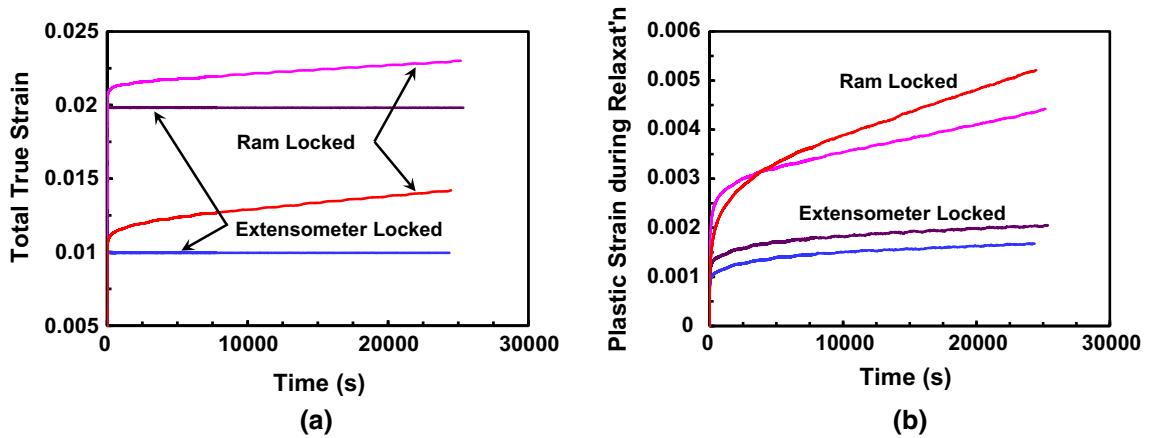 Total True Strain
0.025
0.02
0.015
0.01
0.005
Ram Locked
Extensometer Locked
0
10000
20000
30000
Time (s)
(a)
Plastic Strain during Relaxat'n
0.006
0.005
0.004
0.003
0.002
0.001
0
Ram Locked
Extensometer Locked
0
10000
20000
30000
Time (s)
(b)